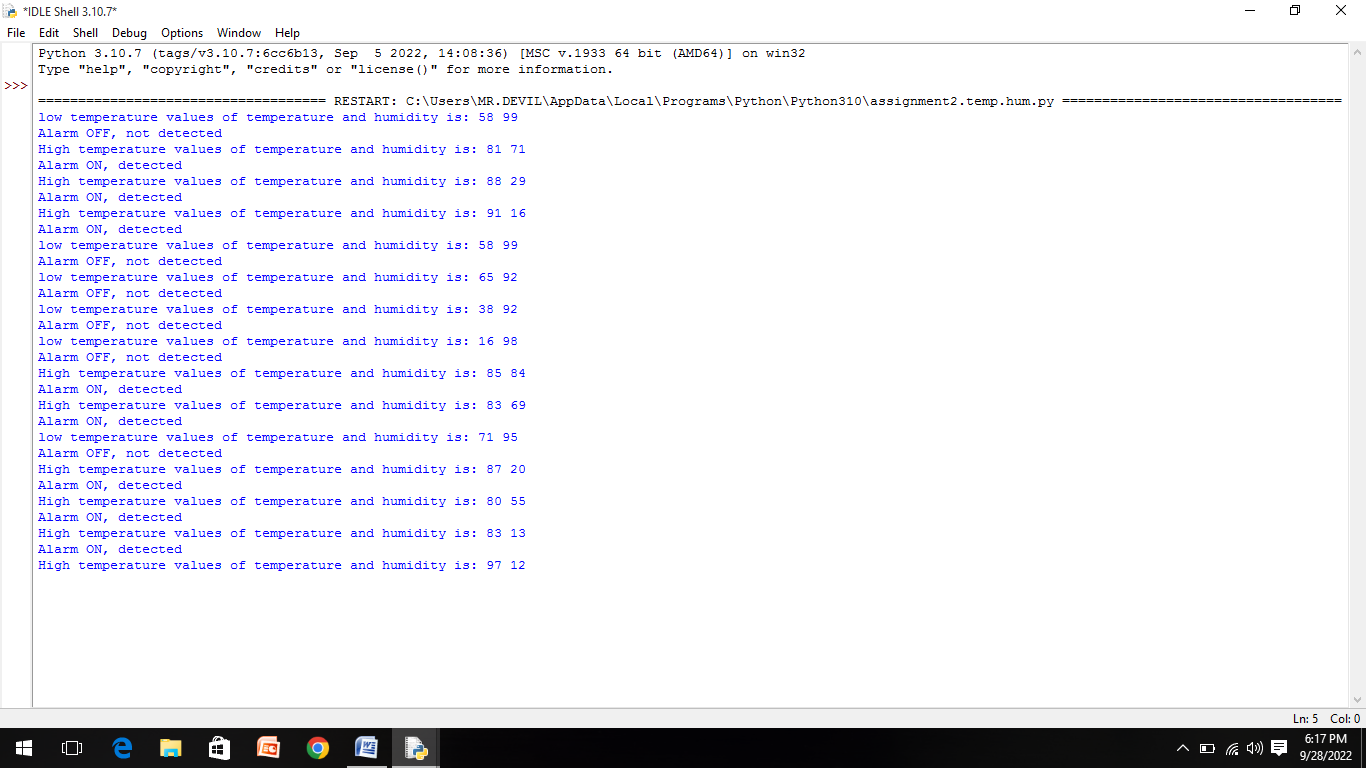 *IDLE Shell 3.10.7*
File Edit Shell Debug Options Window Help
Python 3.10.7 (tags/v3.10.7:6cc6b13, Sep  5 2022, 14:08:36) [MSC v.1933 64 bit (AMD64)] on win32
Type "help", "copyright", "credits" or "license()" for more information.
>>>
==================================== RESTART: C:\Users\MR.DEVIL\AppData\Local\Programs\Python\Python310\assignment2.temp.hum.py ===================================
low temperature values of temperature and humidity is: 58 99
Alarm OFF, not detected
High temperature values of temperature and humidity is: 81 71
Alarm ON, detected
High temperature values of temperature and humidity is: 88 29
Alarm ON, detected
High temperature values of temperature and humidity is: 91 16
Alarm ON, detected
low temperature values of temperature and humidity is: 58 99
Alarm OFF, not detected
low temperature values of temperature and humidity is: 65 92
Alarm OFF, not detected
low temperature values of temperature and humidity is: 38 92
Alarm OFF, not detected
low temperature values of temperature and humidity is: 16 98
Alarm OFF, not detected
High temperature values of temperature and humidity is: 85 84
Alarm ON, detected
High temperature values of temperature and humidity is: 83 69
Alarm ON, detected
low temperature values of temperature and humidity is: 71 95
Alarm OFF, not detected
High temperature values of temperature and humidity is: 87 20
Alarm ON, detected
High temperature values of temperature and humidity is: 80 55
Alarm ON, detected
High temperature values of temperature and humidity is: 83 13
Alarm ON, detected
High temperature values of temperature and humidity is: 97 12
Ln: 5 Col: 0
6:17 PM
9/28/2022